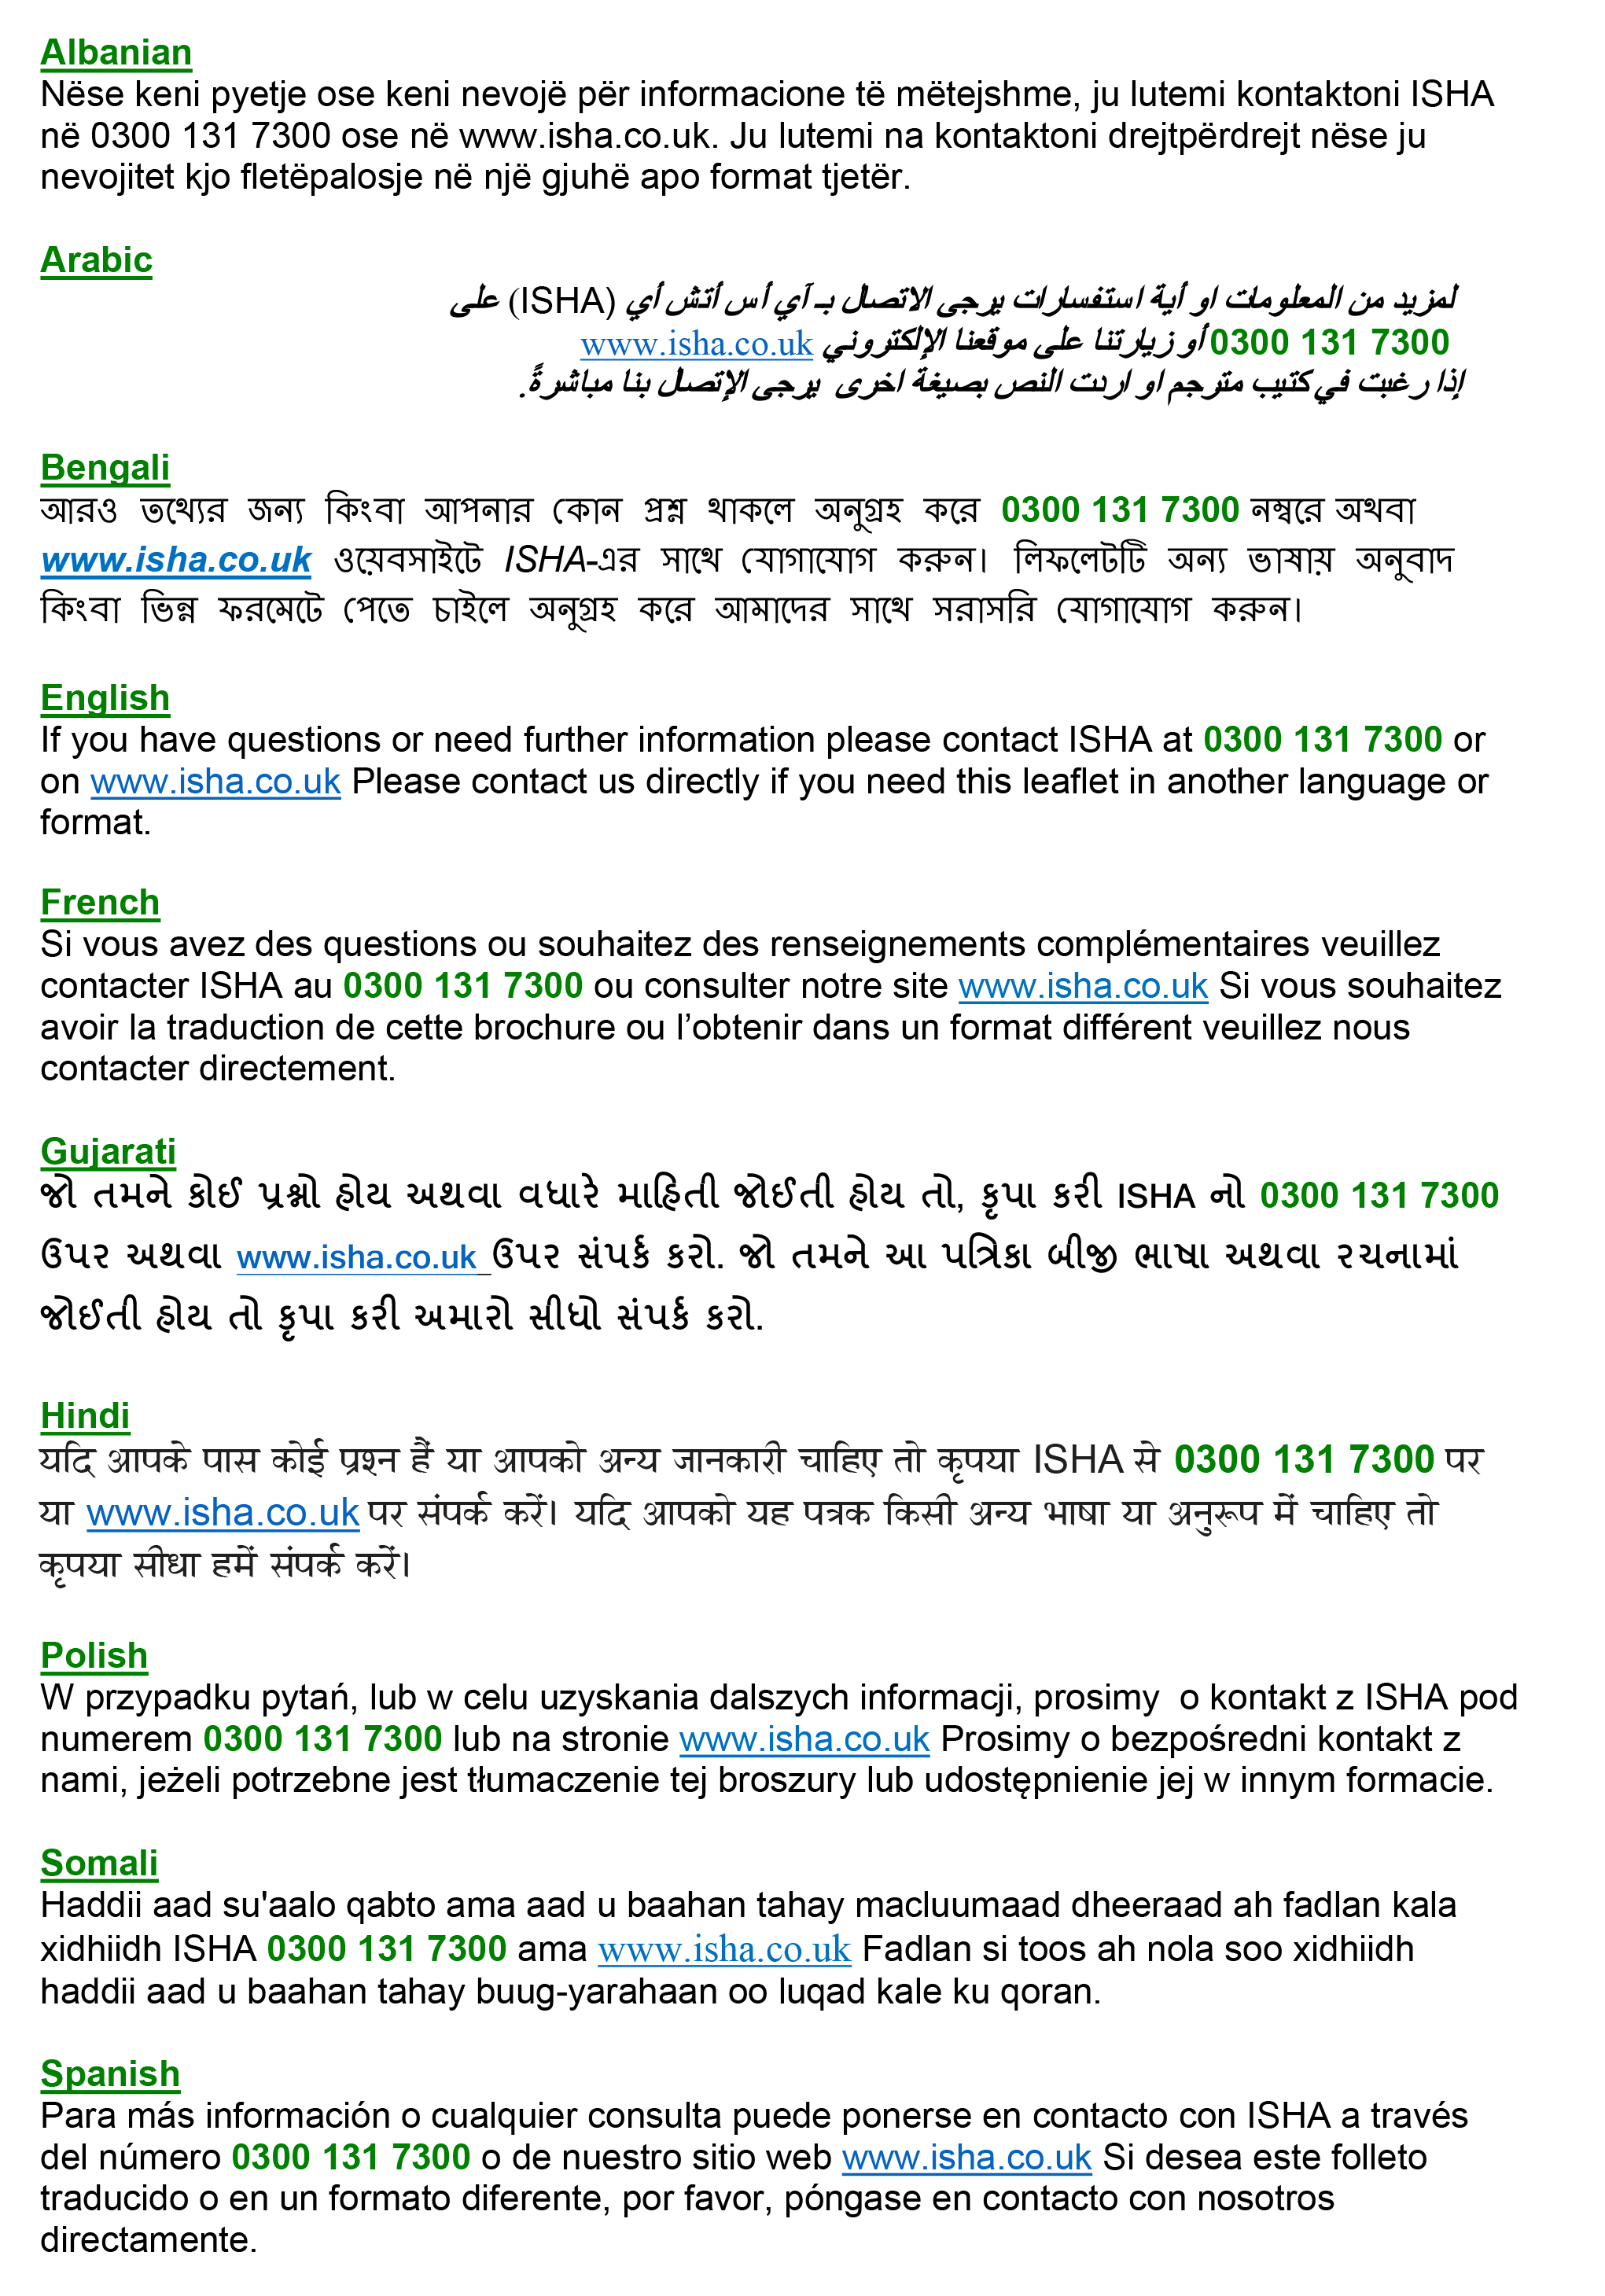 Albanian
Nëse keni pyetje ose keni nevojë për informacione të mëtejshme, ju lutemi kontaktoni ISHA
në 0300 131 7300 ose në www.isha.co.uk. Ju lutemi na kontaktoni drejtpërdrejt nëse ju
nevojitet kjo fletëpalosje në një gjuhë apo format tjetër.
Arabic
لمزيد من المعلومات او أية استفسارات يرجى الاتصال بـ آي أس أتش أي (ISHA) على
0300 131 7300 أو زيارتنا على موقعنا الإلكتروني www.isha.co.uk
إذا رغبت في كتيب مترجم او اردت النص بصيغة اخرى يرجى الإتصال بنا مباشرةً.
Bengali
আরও তথ্যের জন্য কিংবা আপনার কোন প্রশ্ন থাকলে অনুগ্রহ করে 0300 131 7300 নম্বরে অথবা
www.isha.co.uk ওয়েবসাইটে ISHA-এর সাথে যোগাযোগ করুন। লিফলেটটি অন্য ভাষায় অনুবাদ
কিংবা ভিন্ন ফরমেটে পেতে চাইলে অনুগ্রহ করে আমাদের সাথে সরাসরি যোগাযোগ করুন।
English
If you have questions or need further information please contact ISHA at 0300 131 7300 or
on www.isha.co.uk Please contact us directly if you need this leaflet in another language or
format.
French
Si vous avez des questions ou souhaitez des renseignements complémentaires veuillez
contacter ISHA au 0300 131 7300 ou consulter notre site www.isha.co.uk Si vous souhaitez
avoir la traduction de cette brochure ou l’obtenir dans un format différent veuillez nous
contacter directement.
Gujarati
જો તમને કોઈ પ્રશ્નો હોય અથવા વધારે માહિતી જોઈતી હોય તો, કૃપા કરી ISHA નો 0300 131 7300
ઉપર અથવા www.isha.co.uk ઉપર સંપર્ક કરો. જો તમને આ પત્રિકા બીજી ભાષા અથવા રચનામાં
જોઈતી હોય તો કૃપા કરી અમારો સીધો સંપર્ક કરો.
Hindi
यदि आपके पास कोई प्रश्न हैं या आपको अन्य जानकारी चाहिए तो कृपया ISHA से 0300 131 7300 पर
या www.isha.co.uk पर संपर्क करें। यदि आपको यह पत्रक किसी अन्य भाषा या अनुरूप में चाहिए तो
कृपया सीधा हमें संपर्क करें।
Polish
W przypadku pytań, lub w celu uzyskania dalszych informacji, prosimy  o kontakt z ISHA pod
numerem 0300 131 7300 lub na stronie www.isha.co.uk Prosimy o bezpośredni kontakt z
nami, jeżeli potrzebne jest tłumaczenie tej broszury lub udostępnienie jej w innym formacie.
Somali
Haddii aad su'aalo qabto ama aad u baahan tahay macluumaad dheeraad ah fadlan kala
xidhiidh ISHA 0300 131 7300 ama www.isha.co.uk Fadlan si toos ah nola soo xidhiidh
haddii aad u baahan tahay buug-yarahaan oo luqad kale ku qoran.
Spanish
Para más información o cualquier consulta puede ponerse en contacto con ISHA a través
del número 0300 131 7300 o de nuestro sitio web www.isha.co.uk Si desea este folleto
traducido o en un formato diferente, por favor, póngase en contacto con nosotros
directamente.